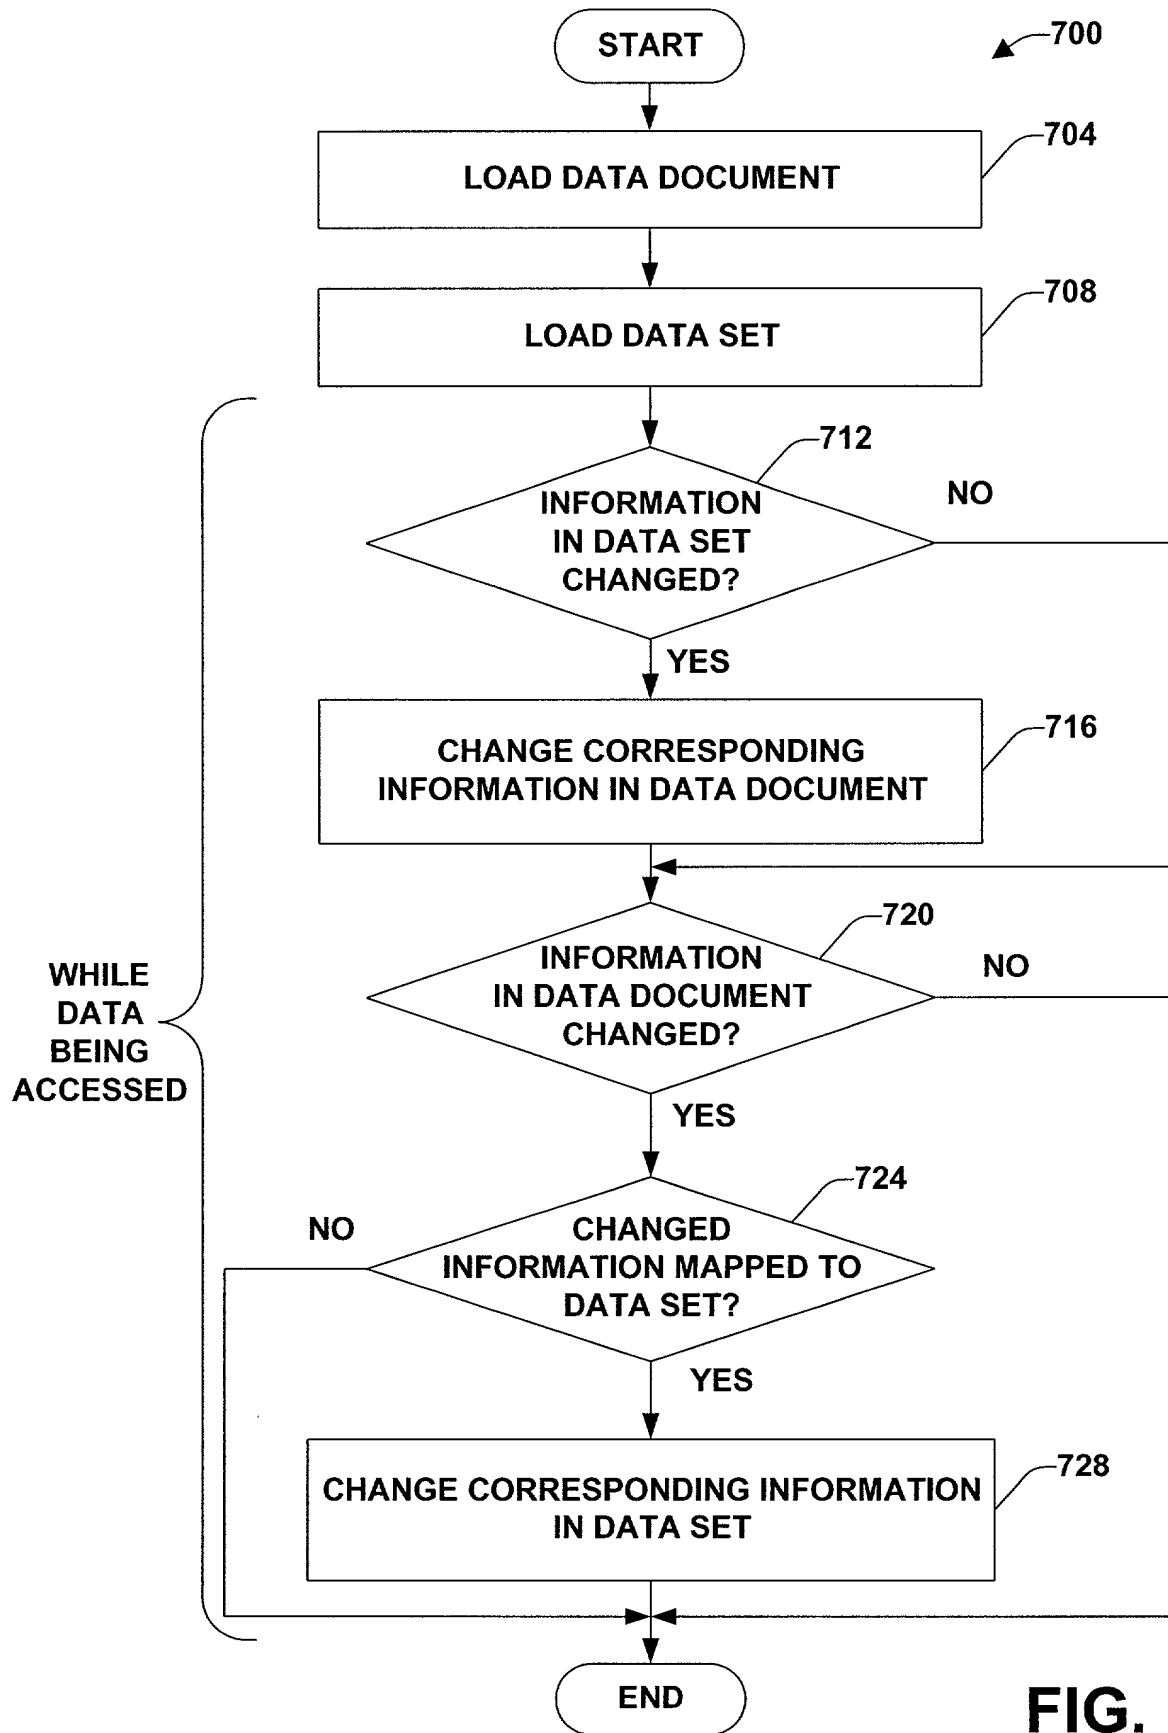 START
700
704
LOAD DATA DOCUMENT
708
LOAD DATA SET
712
INFORMATION
IN DATA SET
CHANGED?
NO
YES
716
CHANGE CORRESPONDING
INFORMATION IN DATA DOCUMENT
720
INFORMATION
IN DATA DOCUMENT
CHANGED?
NO
WHILE
DATA
BEING
ACCESSED
YES
724
NO
CHANGED
INFORMATION MAPPED TO
DATA SET?
YES
728
CHANGE CORRESPONDING INFORMATION
IN DATA SET
END
FIG.